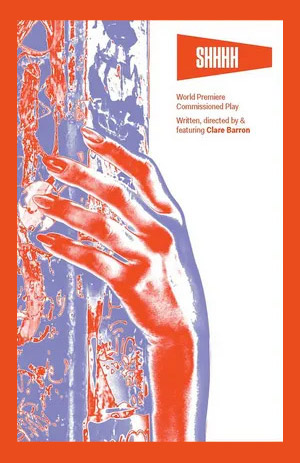 SHHHH
World Premiere
Commissioned Play
Written, directed by &
featuring Clare Barron